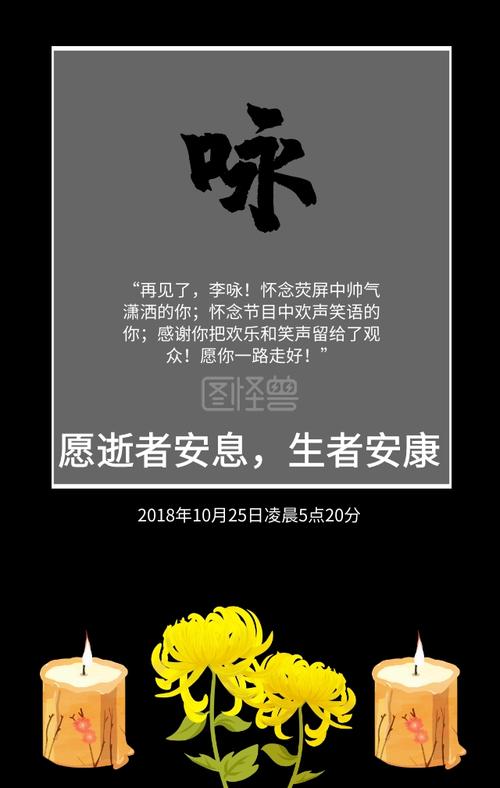 咏
“再见了，李咏！怀念荧屏中帅气
潇洒的你；怀念节目中欢声笑语的
你；感谢你把欢乐和笑声留给了观
众！愿你一路走好！”
图怪兽
愿逝者安息，生者安康
2018年10月25日凌晨5点20分